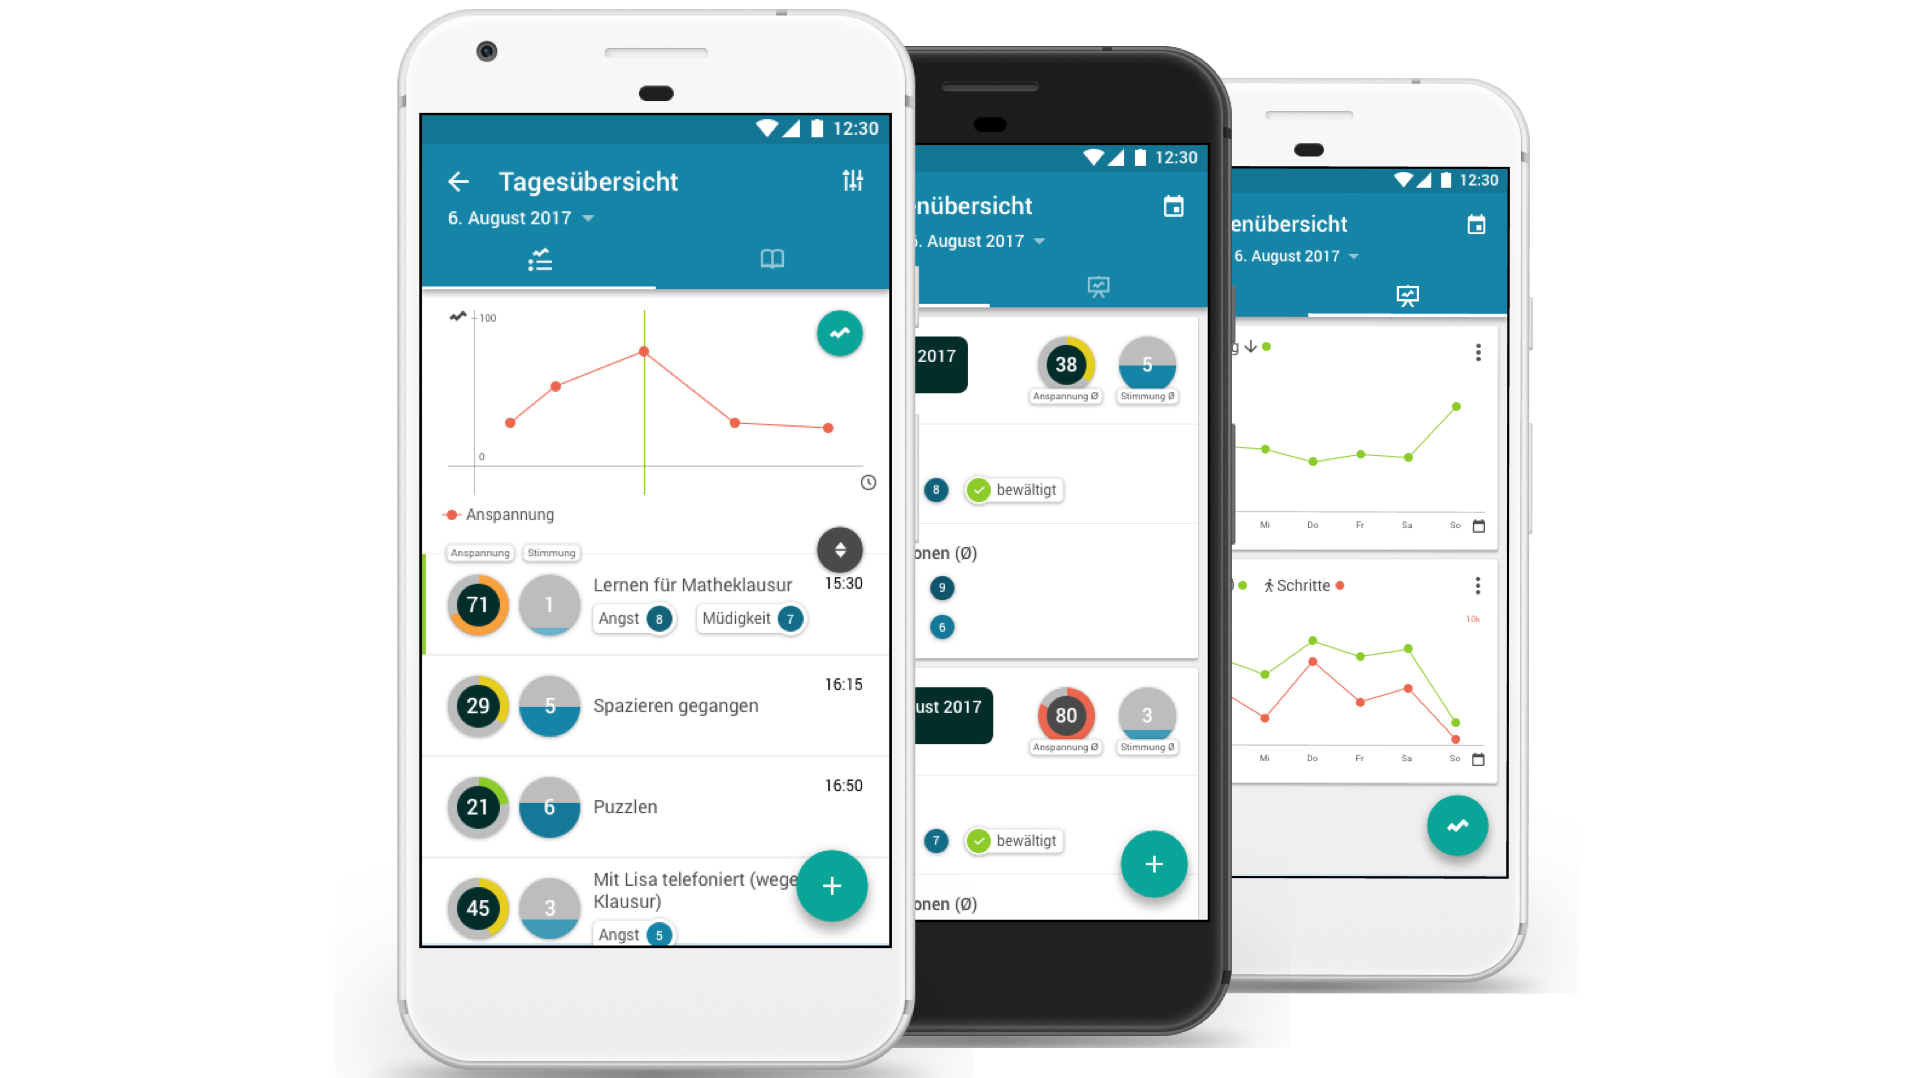 12:30
Tagesübersicht
6. August 2017
100
0
Anspannung
Anspannung Stimmung
71 1 Lernen für Matheklausur 15:30
Angst 8 Müdigkeit 7
29 5 Spazieren gegangen 16:15
21 6 Puzzlen 16:50
45 3 Mit Lisa telefoniert (wege
Klausur)
Angst 5
12:30
nübersicht
6. August 2017
2017 38 5
Anspannung Ø Stimmung Ø
8 bewältigt
onen (Ø)
9
6
ust 2017 80 3
Anspannung Ø Stimmung Ø
7 bewältigt
onen (Ø)
12:30
enübersicht
6. August 2017
g
Mi Do Fr Sa So
Schritte
10k
Mi Do Fr Sa So